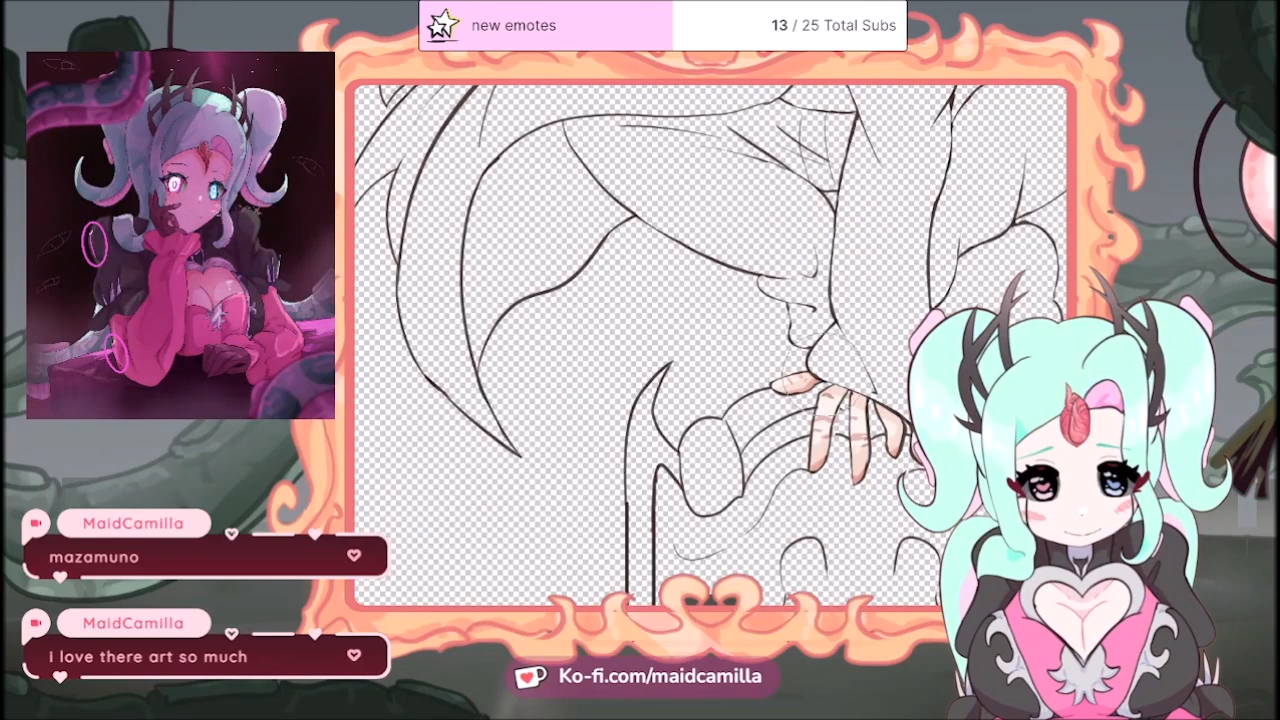 new emotes
13 / 25 Total Subs
MaidCamilla
mazamuno
MaidCamilla
I love there art so much
Ko-fi.com/maidcamilla